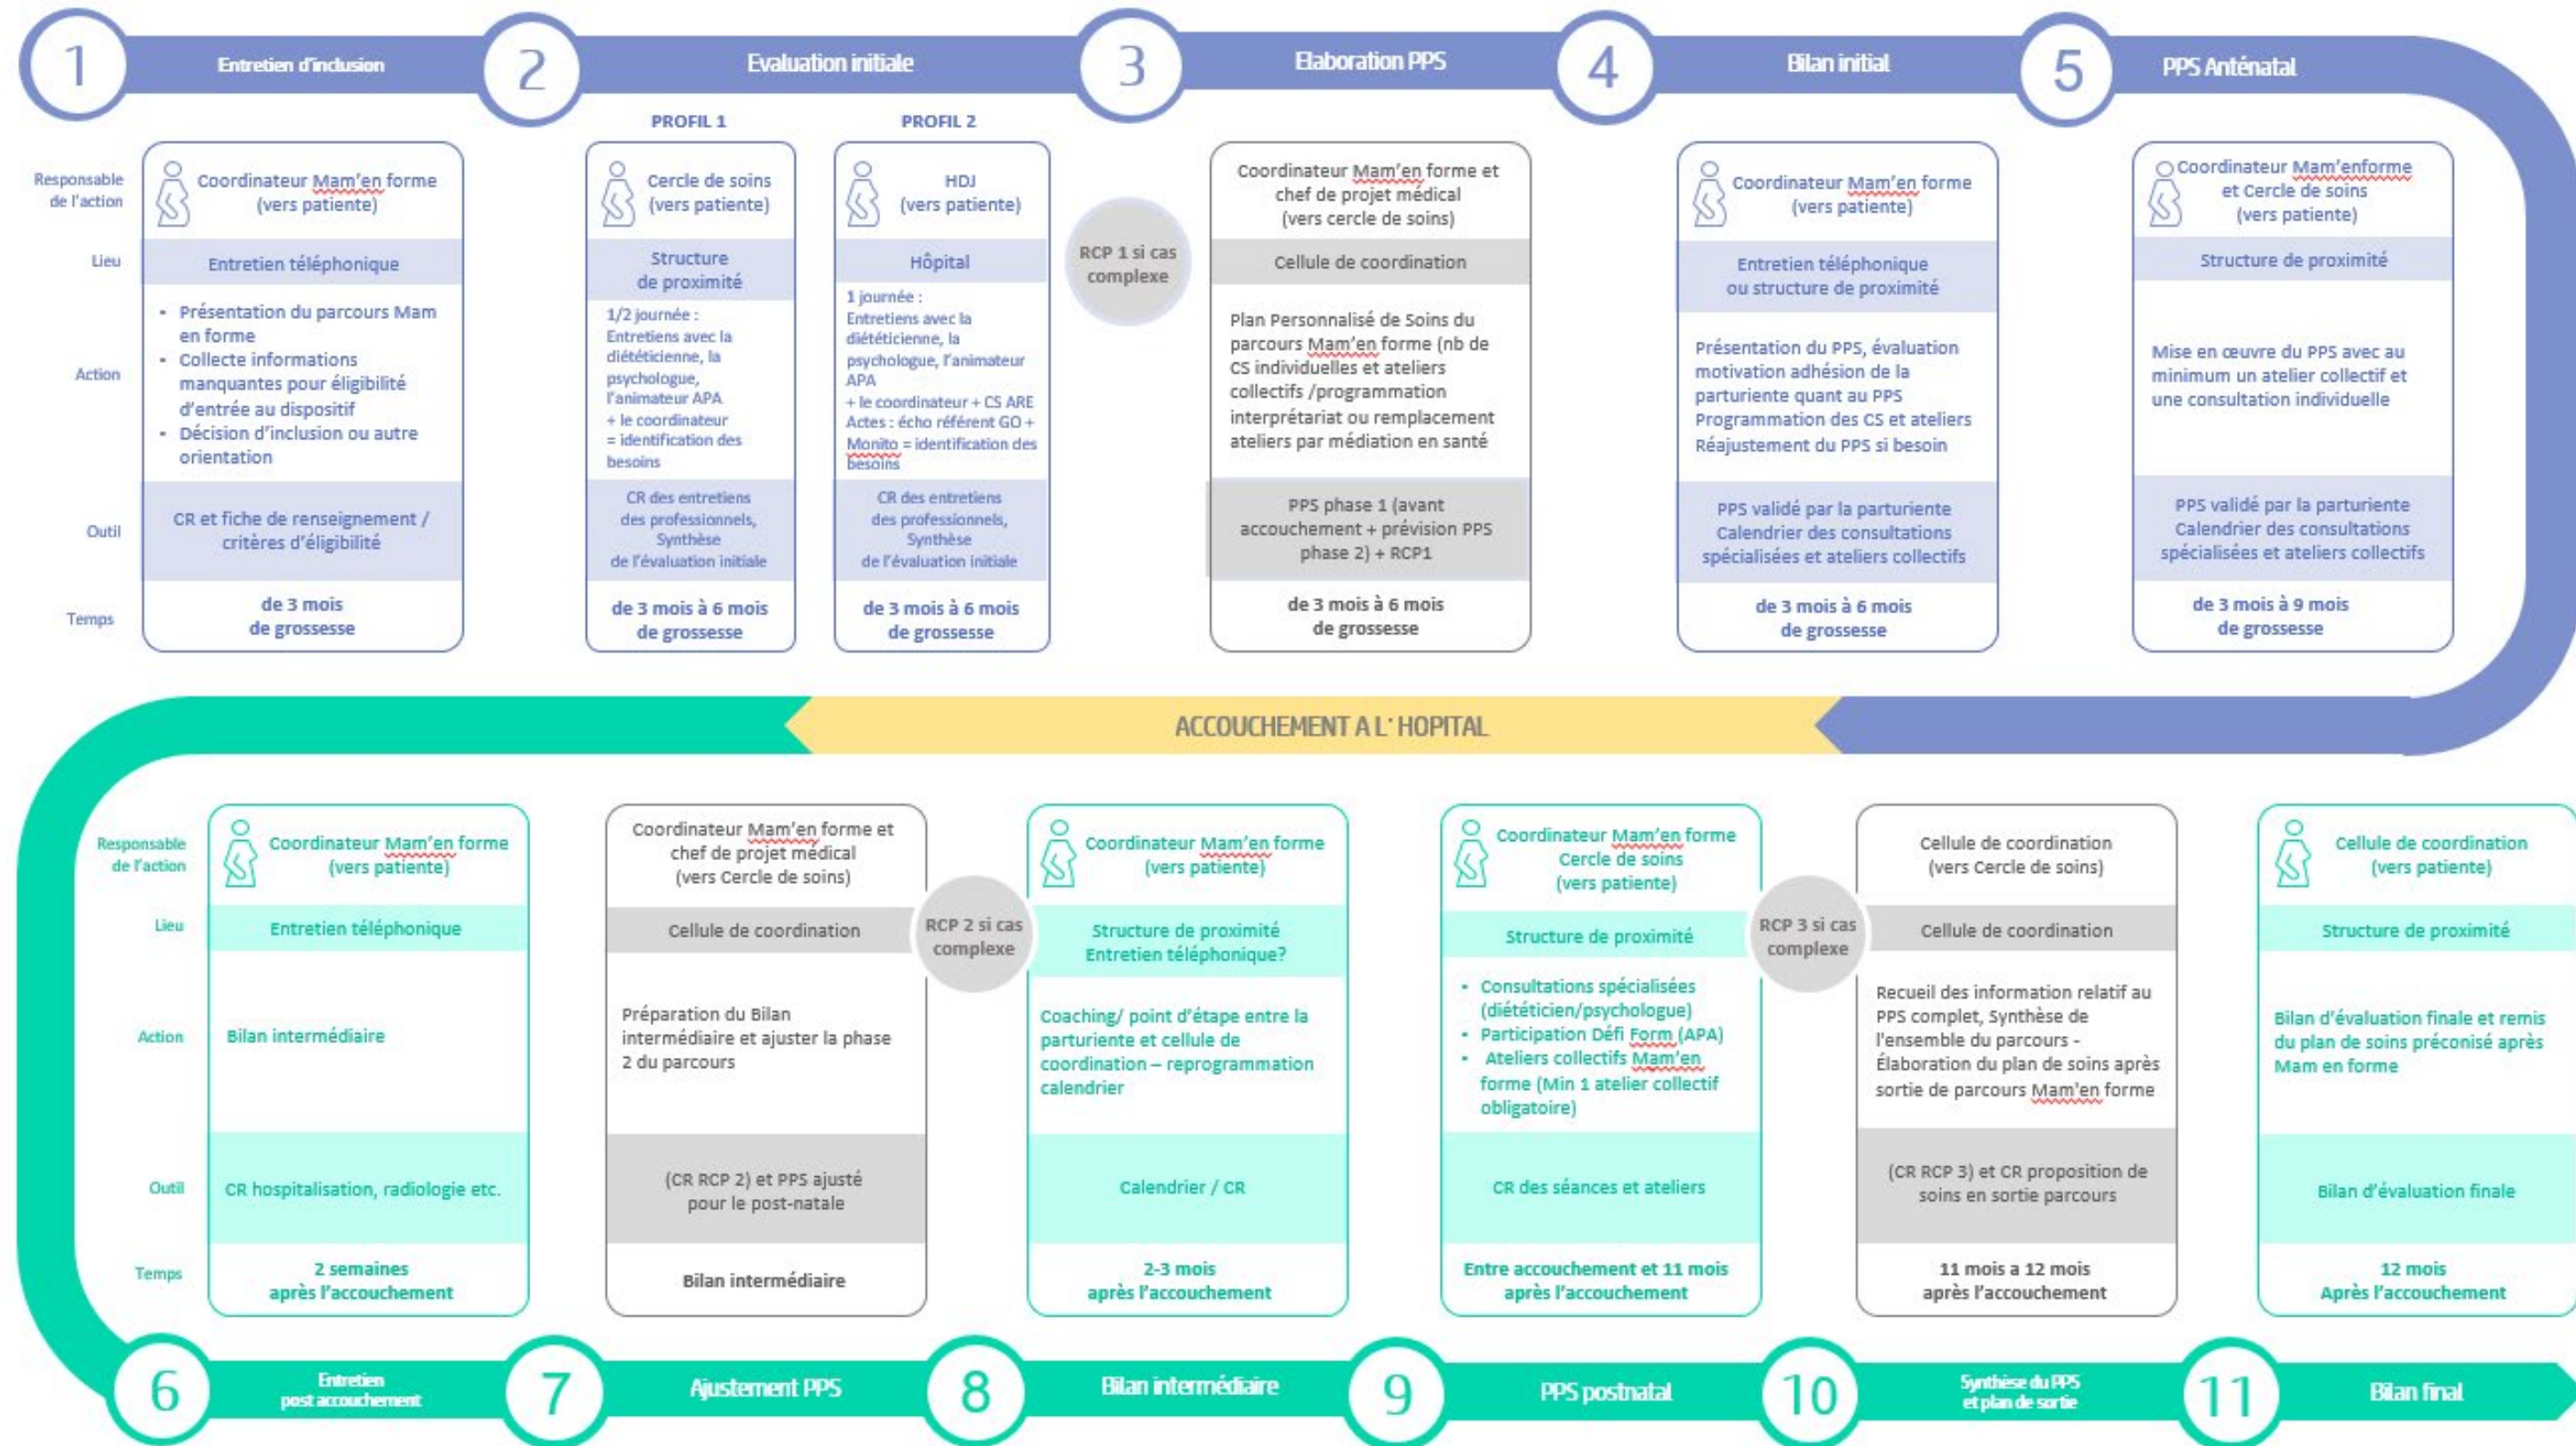 1
Entretien d'inclusion
2
Evaluation initiale
3
Elaboration PPS
4
Bilan initial
5
PPS Anténatal
PROFIL 1
PROFIL 2
Responsable
de l'action
Lieu
Action
Outil
Temps
Coordinateur Mam'en forme
(vers patiente)
Entretien téléphonique
▪ Présentation du parcours Mam
en forme
▪ Collecte informations
manquantes pour éligibilité
d'entrée au dispositif
▪ Décision d'inclusion ou autre
orientation
CR et fiche de renseignement /
critères d'éligibilité
de 3 mois
de grossesse
Cercle de soins
(vers patiente)
Structure
de proximité
1/2 journée :
Entretiens avec la
diététicienne, la
psychologue,
l'animateur APA
+ le coordinateur
= identification des
besoins
CR des entretiens
des professionnels,
Synthèse
de l'évaluation initiale
de 3 mois à 6 mois
de grossesse
HDJ
(vers patiente)
Hôpital
1 journée :
Entretiens avec la
diététicienne, la
psychologue, l'animateur
APA
+ le coordinateur + CS ARE
Actes : écho référent GO +
Monito = identification des
besoins
CR des entretiens
des professionnels,
Synthèse
de l'évaluation initiale
de 3 mois à 6 mois
de grossesse
RCP 1 si cas
complexe
Coordinateur Mam'en forme et
chef de projet médical
(vers cercle de soins)
Cellule de coordination
Plan Personnalisé de Soins du
parcours Mam'en forme (nb de
CS individuelles et ateliers
collectifs /programmation
interprétariat ou remplacement
ateliers par médiation en santé
PPS phase 1 (avant
accouchement + prévision PPS
phase 2) + RCP1
de 3 mois à 6 mois
de grossesse
Coordinateur Mam'en forme
(vers patiente)
Entretien téléphonique
ou structure de proximité
Présentation du PPS, évaluation
motivation adhésion de la
parturiente quant au PPS
Programmation des CS et ateliers
Réajustement du PPS si besoin
PPS validé par la parturiente
Calendrier des consultations
spécialisées et ateliers collectifs
de 3 mois à 6 mois
de grossesse
Coordinateur Mam'enforme
et Cercle de soins
(vers patiente)
Structure de proximité
Mise en œuvre du PPS avec au
minimum un atelier collectif et
une consultation individuelle
PPS validé par la parturiente
Calendrier des consultations
spécialisées et ateliers collectifs
de 3 mois à 9 mois
de grossesse
ACCOUCHEMENT A L' HOPITAL
Responsable
de l'action
Lieu
Action
Outil
Temps
Coordinateur Mam'en forme
(vers patiente)
Entretien téléphonique
Bilan intermédiaire
CR hospitalisation, radiologie etc.
2 semaines
après l'accouchement
Coordinateur Mam'en forme et
chef de projet médical
(vers Cercle de soins)
Cellule de coordination
Préparation du Bilan
intermédiaire et ajuster la phase
2 du parcours
(CR RCP 2) et PPS ajusté
pour le post-natale
Bilan intermédiaire
RCP 2 si cas
complexe
Coordinateur Mam'en forme
(vers patiente)
Structure de proximité
Entretien téléphonique?
Coaching/ point d'étape entre la
parturiente et cellule de
coordination – reprogrammation
calendrier
Calendrier / CR
2-3 mois
après l'accouchement
Coordinateur Mam'en forme
Cercle de soins
(vers patiente)
Structure de proximité
▪ Consultations spécialisées
(diététicien/psychologue)
▪ Participation Défi Form (APA)
▪ Ateliers collectifs Mam'en
forme (Min 1 atelier collectif
obligatoire)
CR des séances et ateliers
Entre accouchement et 11 mois
après l'accouchement
RCP 3 si cas
complexe
Cellule de coordination
(vers Cercle de soins)
Cellule de coordination
Recueil des information relatif au
PPS complet, Synthèse de
l'ensemble du parcours -
Élaboration du plan de soins après
sortie de parcours Mam'en forme
(CR RCP 3) et CR proposition de
soins en sortie parcours
11 mois a 12 mois
après l'accouchement
Cellule de coordination
(vers patiente)
Structure de proximité
Bilan d'évaluation finale et remis
du plan de soins préconisé après
Mam en forme
Bilan d'évaluation finale
12 mois
Après l'accouchement
6
Entretien
post accouchement
7
Ajustement PPS
8
Bilan intermédiaire
9
PPS postnatal
10
Synthèse du PPS
et plan de sortie
11
Bilan final